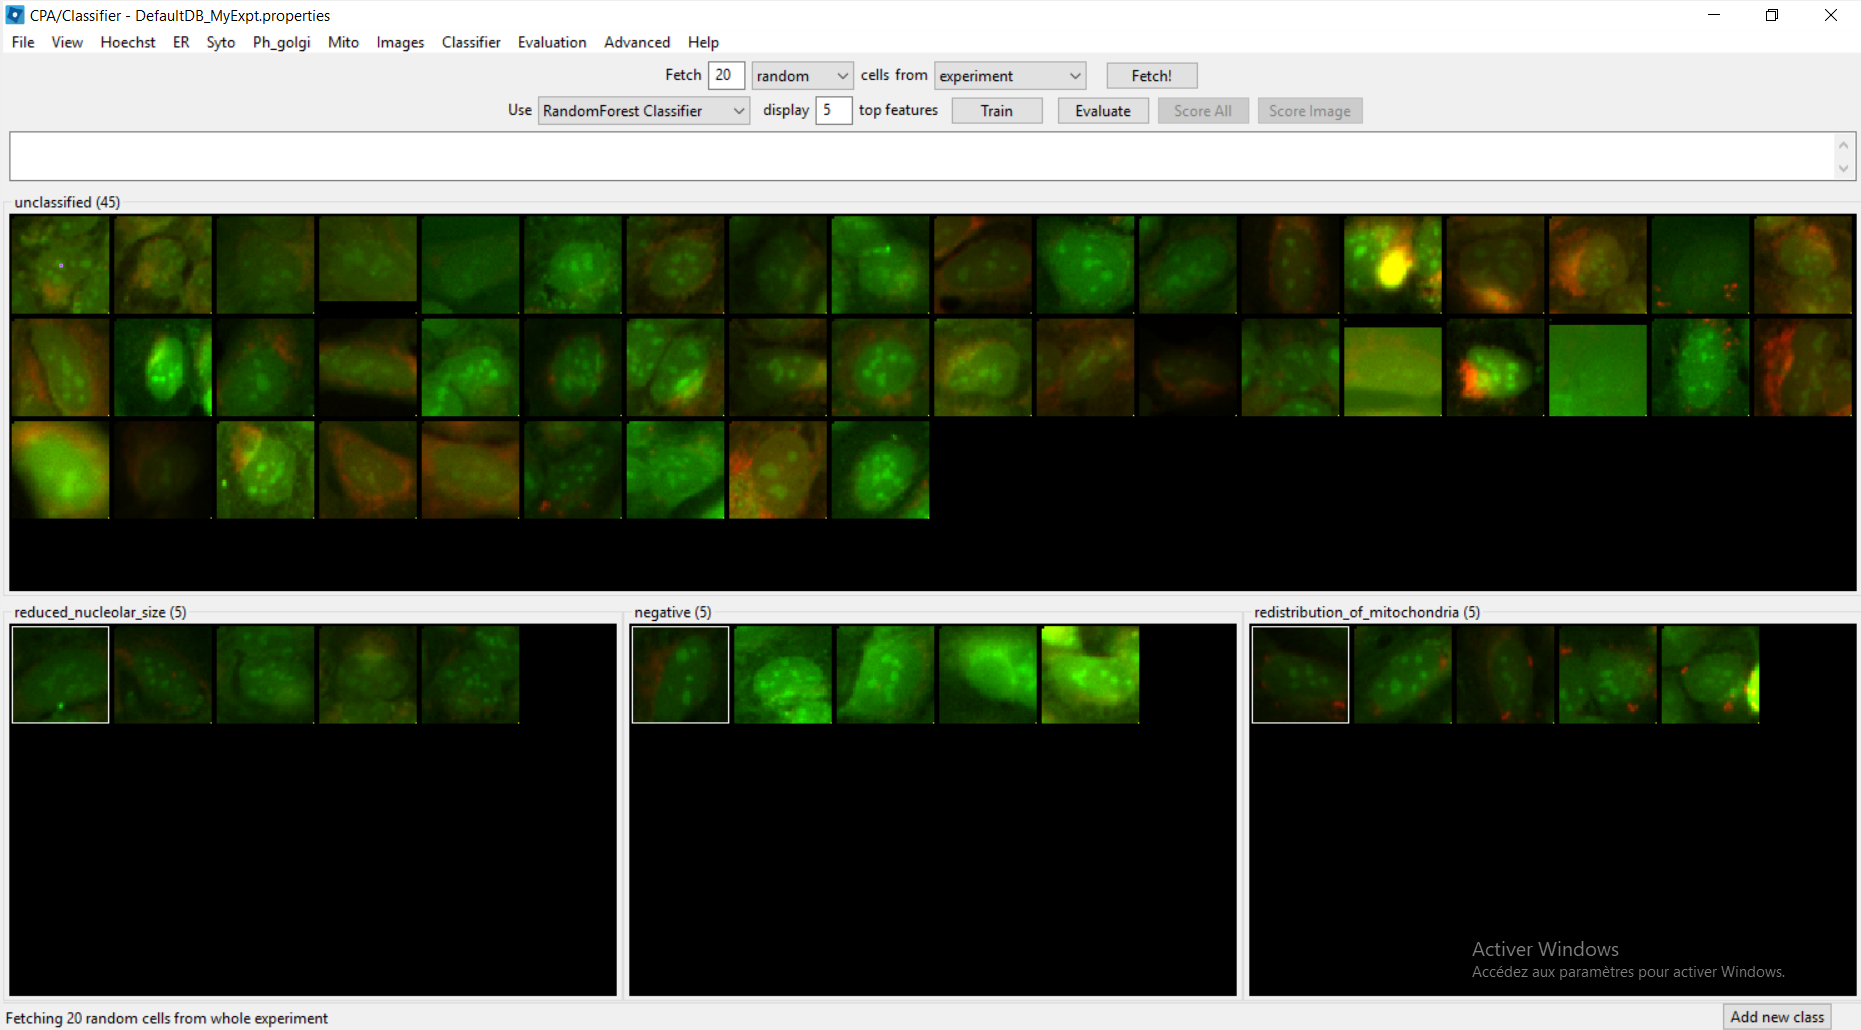 CPA/Classifier - DefaultDB_MyExpt.properties
File View Hoechst ER Syto Ph_golgi Mito Images Classifier Evaluation Advanced Help
Fetch 20 random cells from experiment Fetch!
Use RandomForest Classifier display 5 top features Train Evaluate Score All Score Image
unclassified (45)
reduced_nucleolar_size (5) negative (5) redistribution_of_mitochondria (5)
Activer Windows
Accédez aux paramètres pour activer Windows.
Fetching 20 random cells from whole experiment Add new class